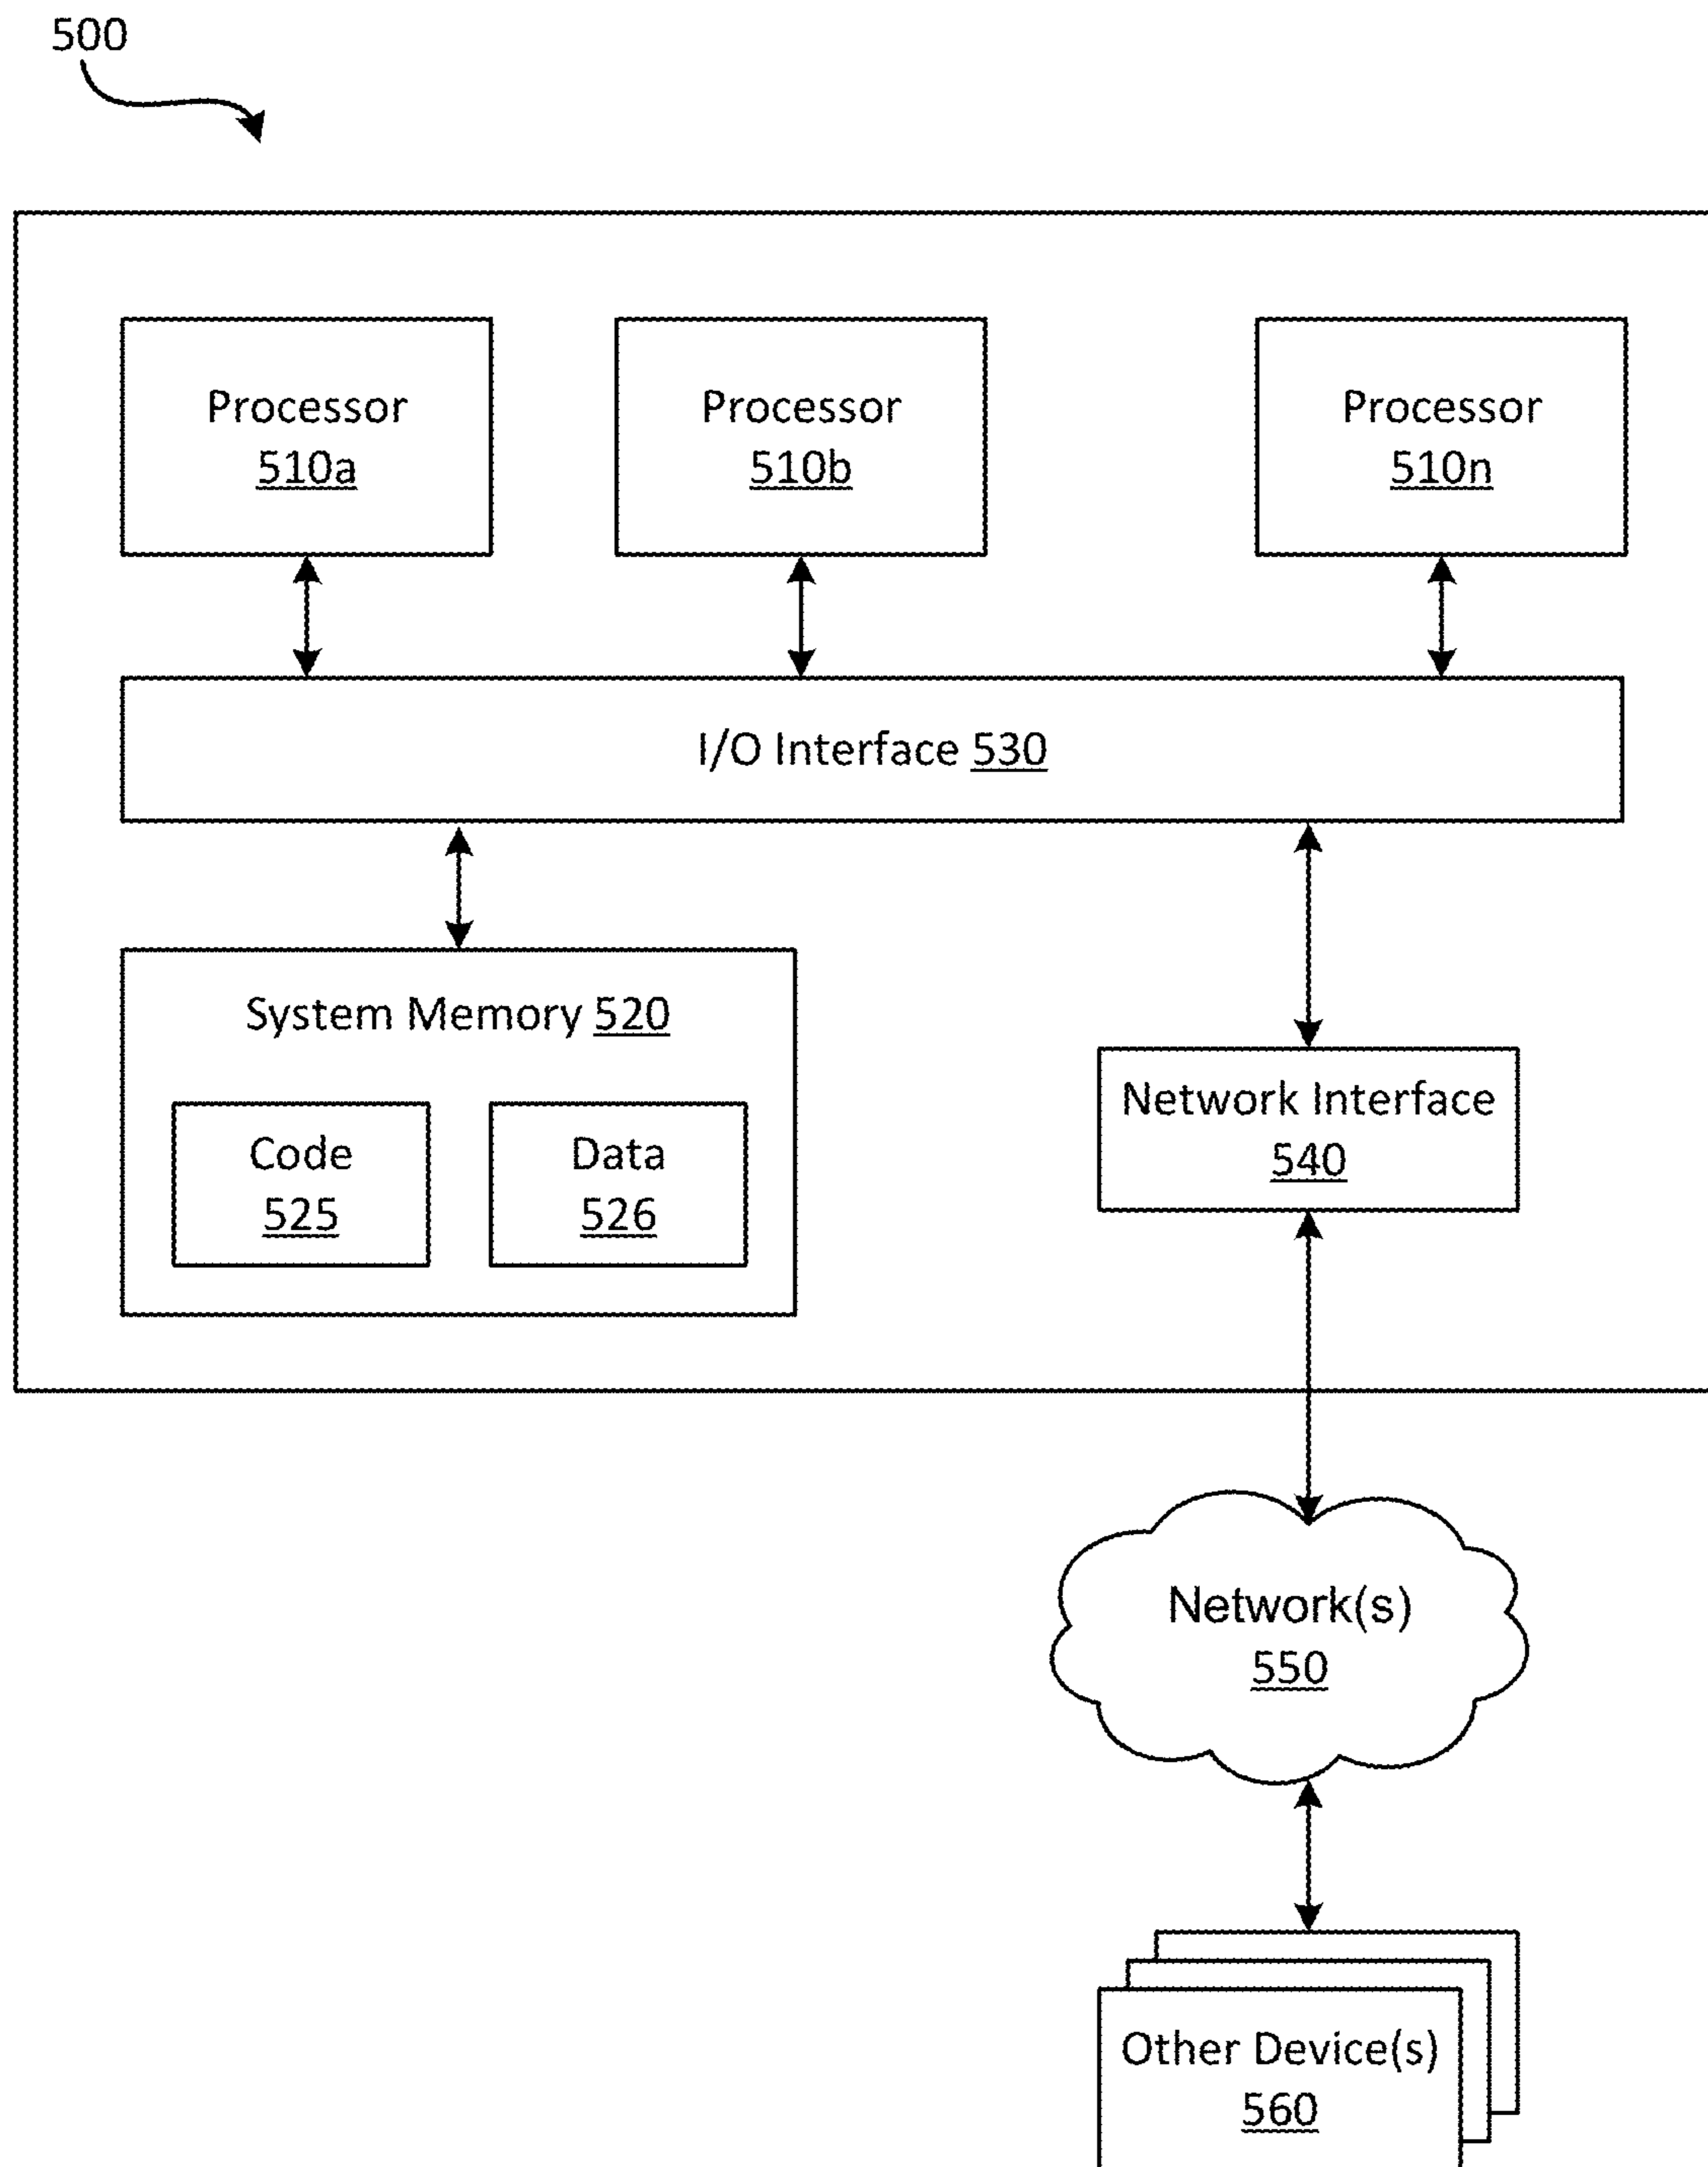 500
Processor
510a
Processor
510b
Processor
510n
I/O Interface 530
System Memory 520
Code
525
Data
526
Network Interface
540
Network(s)
550
Other Device(s)
560